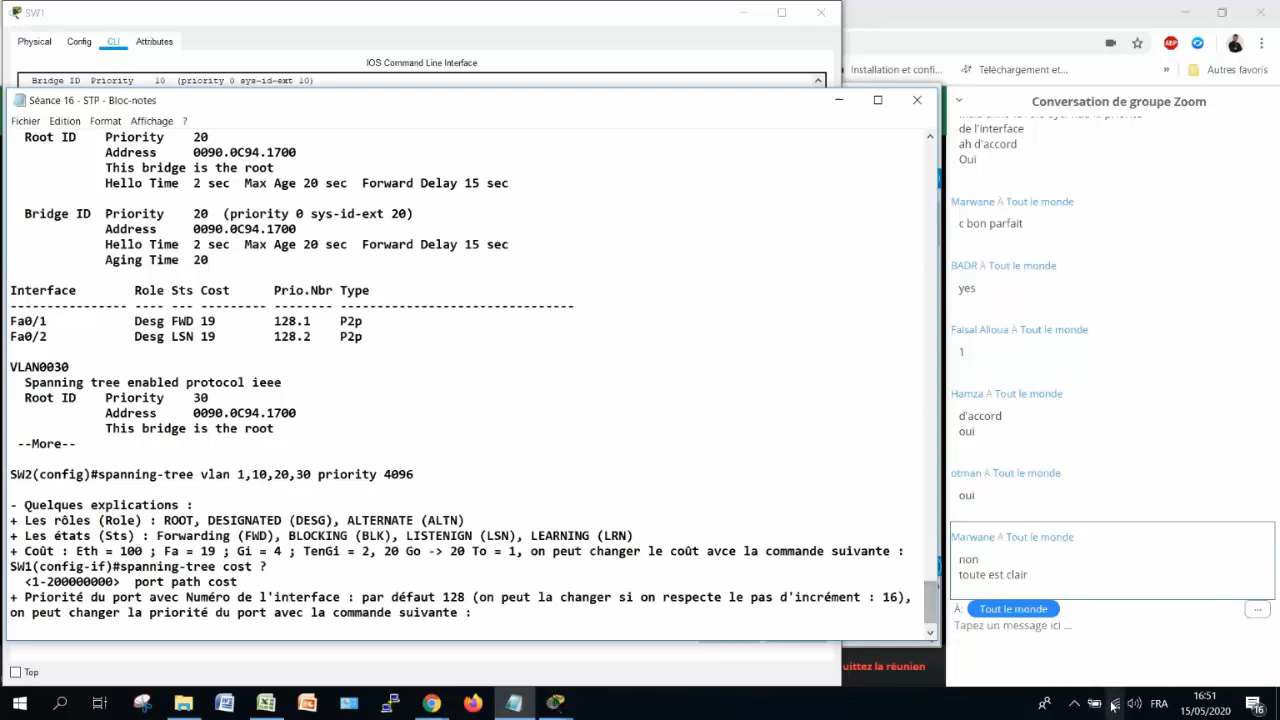 SW1
Physical Config CLI Attributes
IOS Command Line Interface
Bridge ID Priority 10 (priority 0 sys-id-ext 10)
Installation et confi... Téléchargement et... » Autres favoris
Séance 16 - STP - Bloc-notes
Fichier Edition Format Affichage ?
Root ID Priority 20
Address 0090.0C94.1700
This bridge is the root
Hello Time 2 sec Max Age 20 sec Forward Delay 15 sec
Bridge ID Priority 20 (priority 0 sys-id-ext 20)
Address 0090.0C94.1700
Hello Time 2 sec Max Age 20 sec Forward Delay 15 sec
Aging Time 20
Interface Role Sts Cost Prio.Nbr Type
---------------- ---- --- --------- -------- --------------------------------
Fa0/1 Desg FWD 19 128.1 P2p
Fa0/2 Desg LSN 19 128.2 P2p
VLAN0030
Spanning tree enabled protocol ieee
Root ID Priority 30
Address 0090.0C94.1700
This bridge is the root
--More--
SW2(config)#spanning-tree vlan 1,10,20,30 priority 4096
- Quelques explications :
+ Les rôles (Role) : ROOT, DESIGNATED (DESG), ALTERNATE (ALTN)
+ Les états (Sts) : Forwarding (FWD), BLOCKING (BLK), LISTENIGN (LSN), LEARNING (LRN)
+ Coût : Eth = 100 ; Fa = 19 ; Gi = 4 ; TenGi = 2, 20 Go -> 20 To = 1, on peut changer le coût avce la commande suivante :
SW1(config-if)#spanning-tree cost ?
<1-200000000> port path cost
+ Priorité du port avec Numéro de l'interface : par défaut 128 (on peut la changer si on respecte le pas d'incrément : 16),
on peut changer la priorité du port avec la commande suivante :
Top
Conversation de groupe Zoom
de l'interface
ah d'accord
Oui
Marwane À Tout le monde
c bon parfait
BADR À Tout le monde
yes
Faisal Alioua À Tout le monde
1
Hamza À Tout le monde
d'accord
oui
otman À Tout le monde
oui
Marwane À Tout le monde
non
toute est clair
À: Tout le monde ...
Tapez un message ici ...
uittez la réunion
FRA
16:51
15/05/2020
16